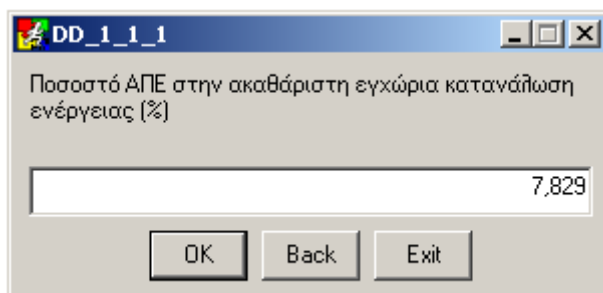 DD_1_1_1
Ποσοστό ΑΠΕ στην ακαθάριστη εγχώρια κατανάλωση
ενέργειας (%)
7,829
OK Back Exit